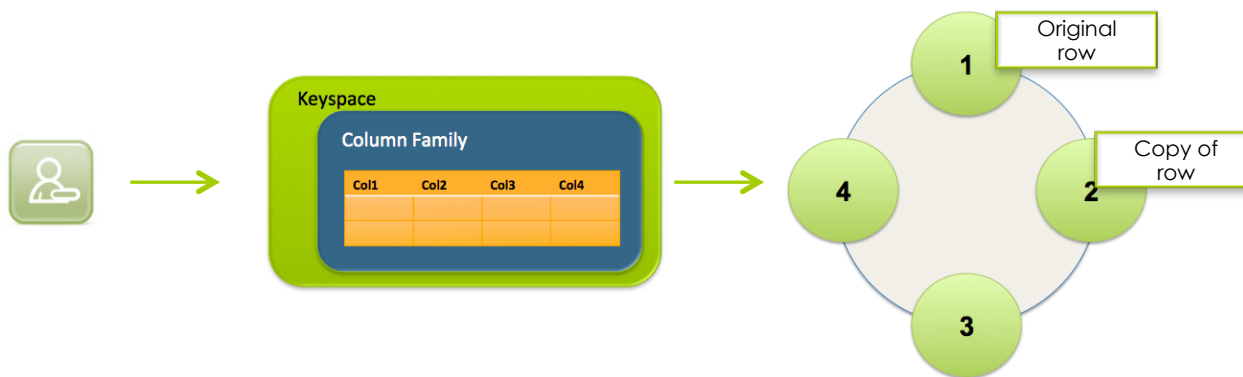 Keyspace
Column Family
Col1 Col2 Col3 Col4
1
Original
row
Copy of
row
4
2
3